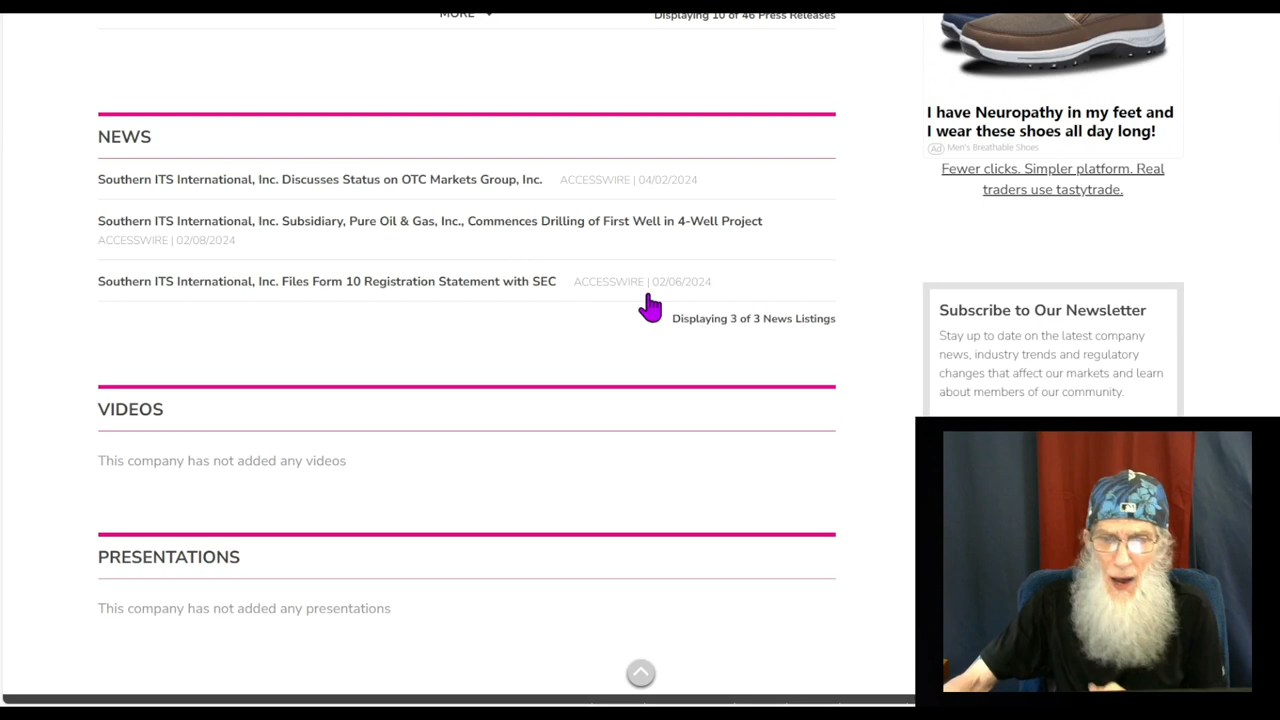 MORE
Displaying 10 of 46 Press Releases
NEWS
Southern ITS International, Inc. Discusses Status on OTC Markets Group, Inc. ACCESSWIRE | 04/02/2024
Southern ITS International, Inc. Subsidiary, Pure Oil & Gas, Inc., Commences Drilling of First Well in 4-Well Project
ACCESSWIRE | 02/08/2024
Southern ITS International, Inc. Files Form 10 Registration Statement with SEC ACCESSWIRE | 02/06/2024
Displaying 3 of 3 News Listings
VIDEOS
This company has not added any videos
PRESENTATIONS
This company has not added any presentations
I have Neuropathy in my feet and
I wear these shoes all day long!
Ad Men's Breathable Shoes
Fewer clicks. Simpler platform. Real
traders use tastytrade.
Subscribe to Our Newsletter
Stay up to date on the latest company
news, industry trends and regulatory
changes that affect our markets and learn
about members of our community.